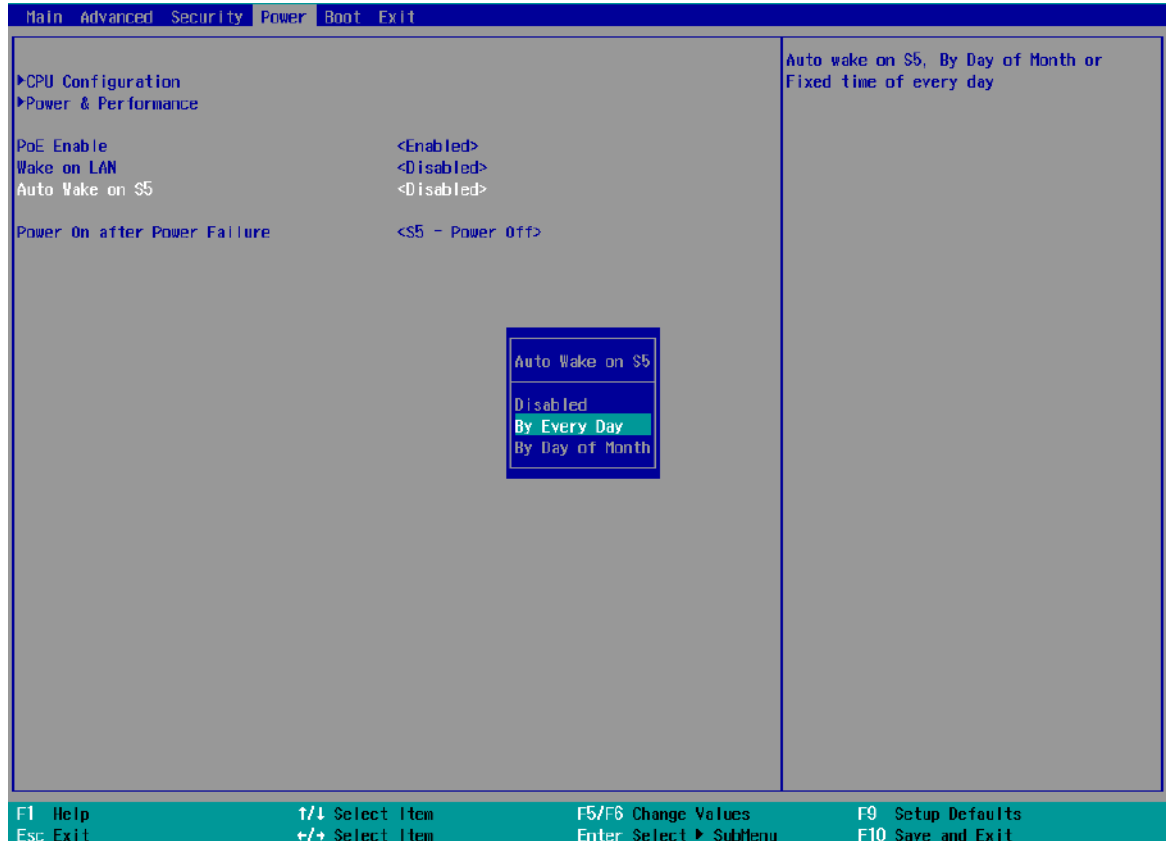 Main Advanced Security Power Boot Exit
▶CPU Configuration
▶Power & Performance
PoE Enable <Enabled>
Wake on LAN <Disabled>
Auto Wake on S5 <Disabled>
Power On after Power Failure <S5 - Power Off>
Auto wake on S5, By Day of Month or
Fixed time of every day
Auto Wake on S5
Disabled
By Every Day
By Day of Month
F1 Help ↑/↓ Select Item F5/F6 Change Values F9 Setup Defaults
Esc Exit ←/→ Select Item Enter Select ▶ SubMenu F10 Save and Exit